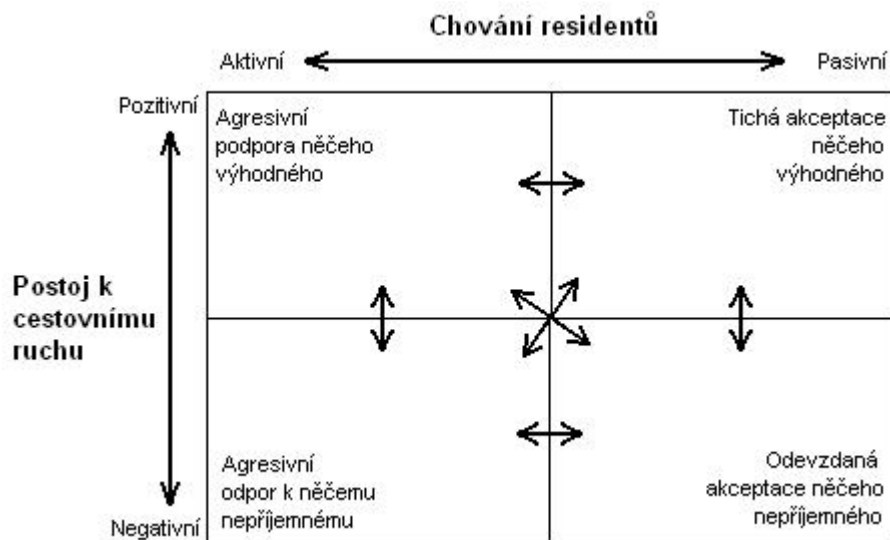 Chování residentů
Aktivní
Pasivní
Pozitivní
Agresivní
podpora něčeho
výhodného
Tichá akceptace
něčeho
výhodného
Postoj k
cestovnímu
ruchu
Agresivní
odpor k něčemu
nepříjemnému
Odevzdaná
akceptace něčeho
nepříjemného
Negativní